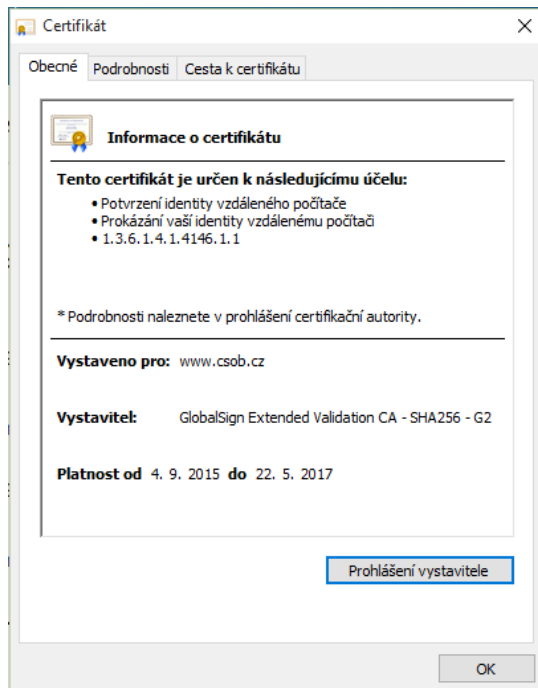 Certifikát
Obecné Podrobnosti Cesta k certifikátu
Informace o certifikátu
Tento certifikát je určen k následujícímu účelu:
• Potvrzení identity vzdáleného počítače
• Prokázání vaší identity vzdálenému počítači
• 1.3.6.1.4.1.4146.1.1
* Podrobnosti naleznete v prohlášení certifikační autority.
Vystaveno pro: www.csob.cz
Vystavitel: GlobalSign Extended Validation CA - SHA256 - G2
Platnost od 4. 9. 2015 do 22. 5. 2017
Prohlášení vystavitele
OK